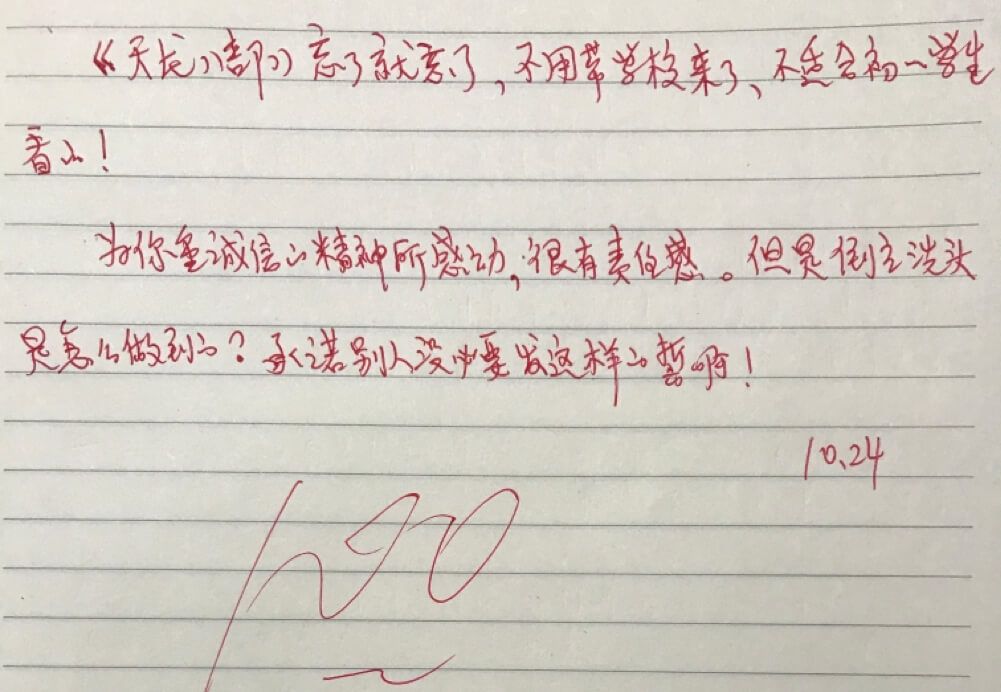 《天龙八部》忘了就忘了,不用带学校来了、不适合初一学生
看的!
为你重诚信的精神所感动,很有责任感。但是倒立洗头
是怎么做到的?承诺别人没必要发这样的誓啊!
10.24
100